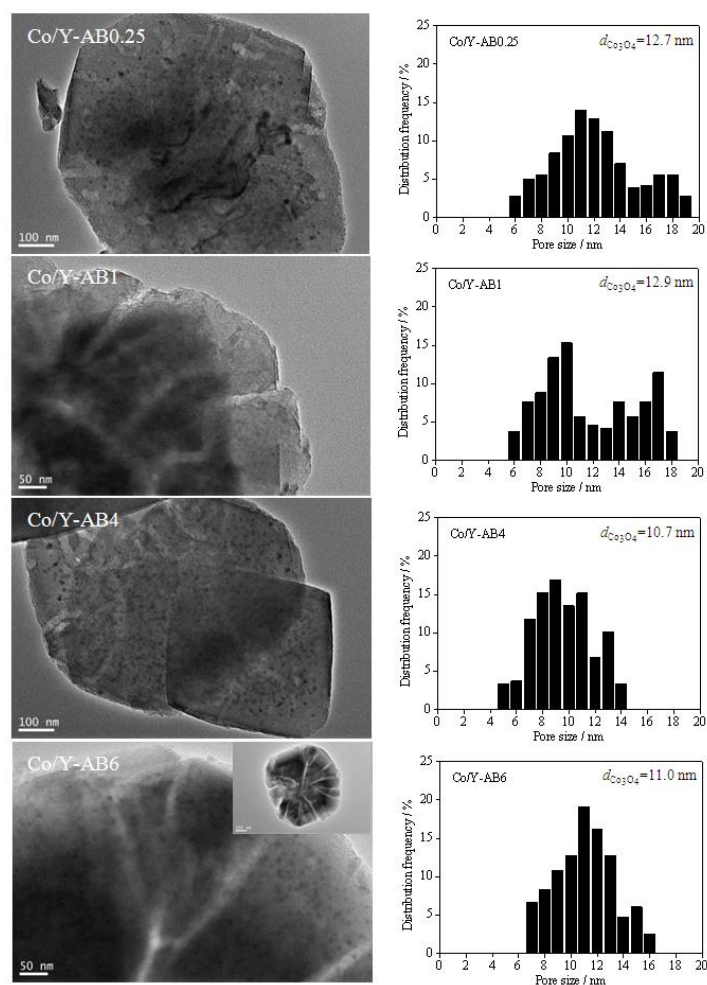 Co/Y-AB0.25
100 nm
Co/Y-AB0.25
dCo3O4=12.7 nm
Distribution frequency / %
25
20
15
10
5
0
0 2 4 6 8 10 12 14 16 18 20
Pore size / nm
Co/Y-AB1
50 nm
Co/Y-AB1
dCo3O4=12.9 nm
Distribution frequency / %
25
20
15
10
5
0
0 2 4 6 8 10 12 14 16 18 20
Pore size / nm
Co/Y-AB4
100 nm
Co/Y-AB4
dCo3O4=10.7 nm
Distribution frequency / %
25
20
15
10
5
0
0 2 4 6 8 10 12 14 16 18 20
Pore size / nm
Co/Y-AB6
50 nm
Co/Y-AB6
dCo3O4=11.0 nm
Distribution frequency / %
25
20
15
10
5
0
0 2 4 6 8 10 12 14 16 18 20
Pore size / nm